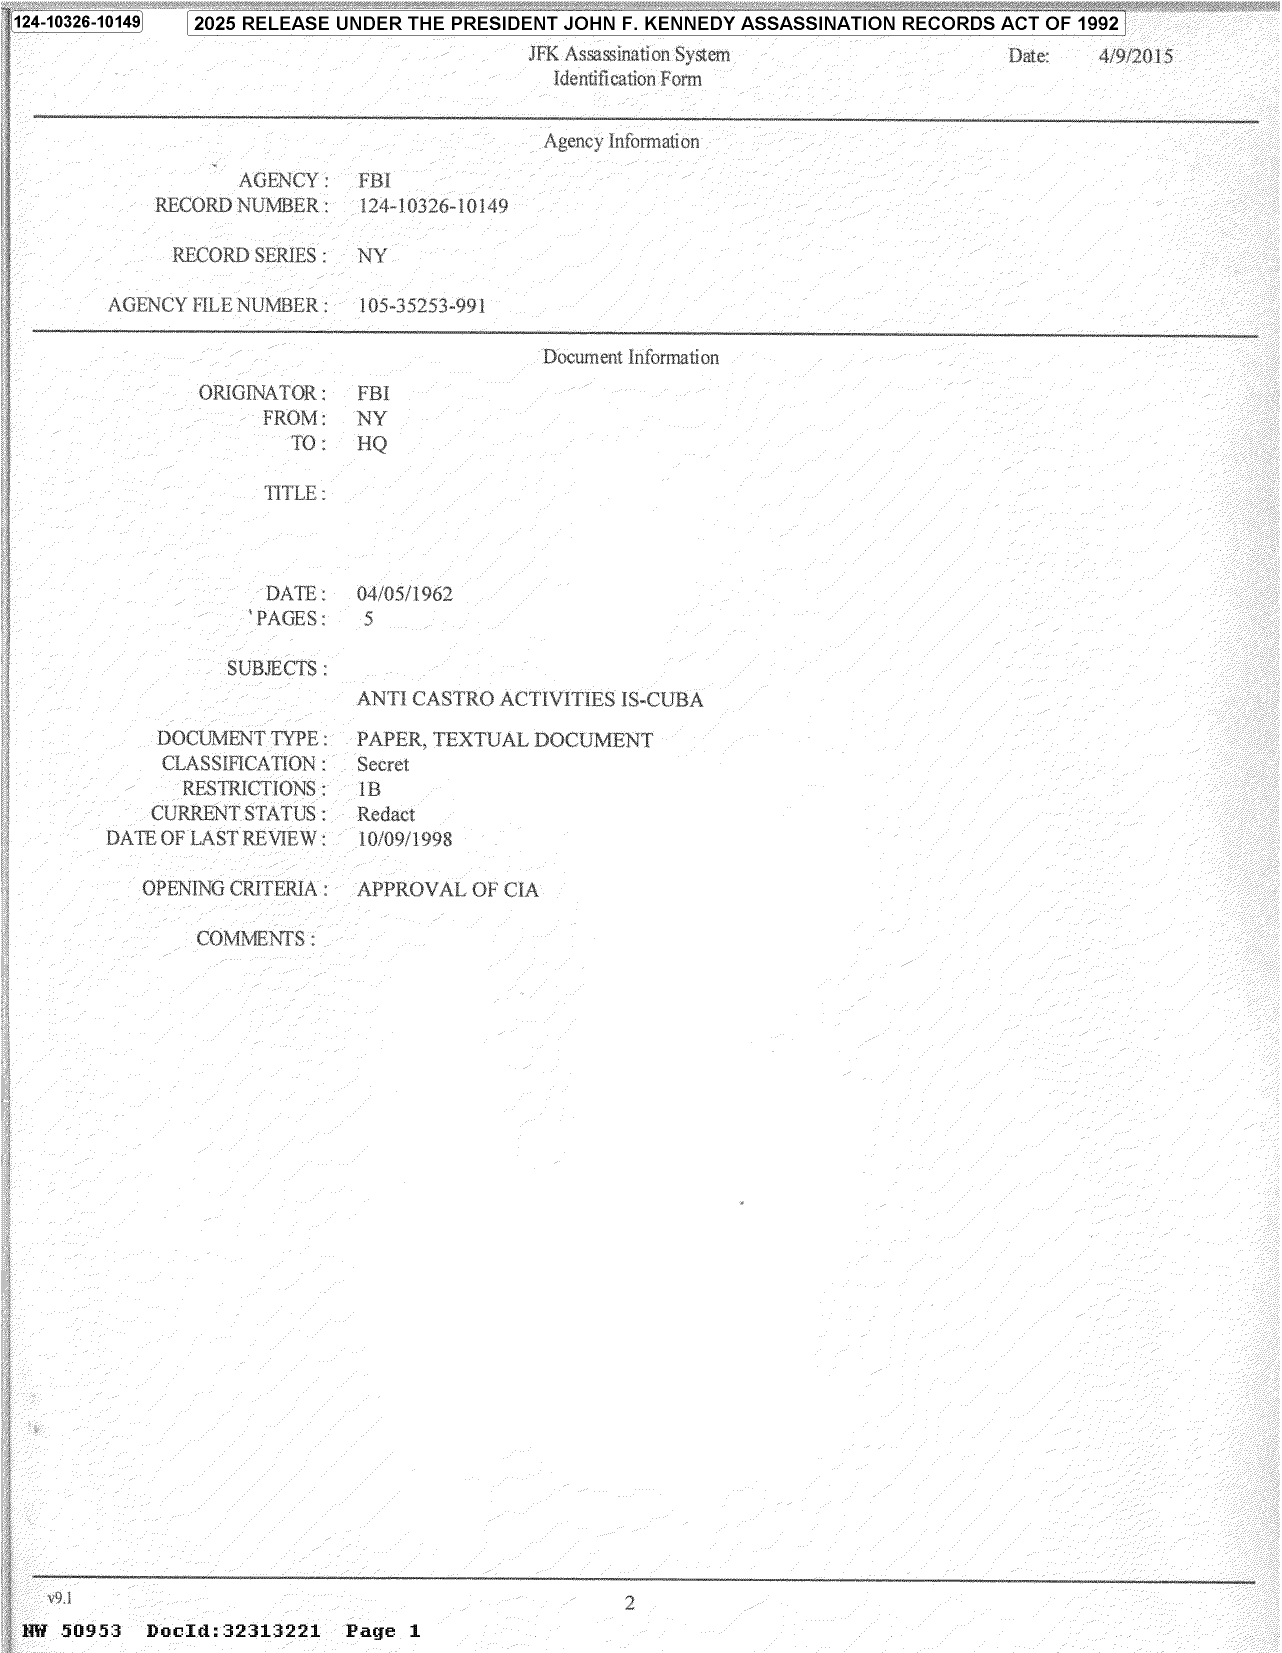 124-10326-10149
2025 RELEASE UNDER THE PRESIDENT JOHN F. KENNEDY ASSASSINATION RECORDS ACT OF 1992
JFK Assassination System
Date: 4/9/2015
Identification Form
Agency Information
AGENCY : FBI
RECORD NUMBER : 124-10326-10149
RECORD SERIES : NY
AGENCY FILE NUMBER : 105-35253-991
Document Information
ORIGINATOR : FBI
FROM : NY
TO : HQ
TITLE :
DATE : 04/05/1962
PAGES : 5
SUBJECTS :
ANTI CASTRO ACTIVITIES IS-CUBA
DOCUMENT TYPE : PAPER, TEXTUAL DOCUMENT
CLASSIFICATION : Secret
RESTRICTIONS : 1B
CURRENT STATUS : Redact
DATE OF LAST REVIEW : 10/09/1998
OPENING CRITERIA : APPROVAL OF CIA
COMMENTS :
v9.1
2
NW 50953 DocId:32313221 Page 1